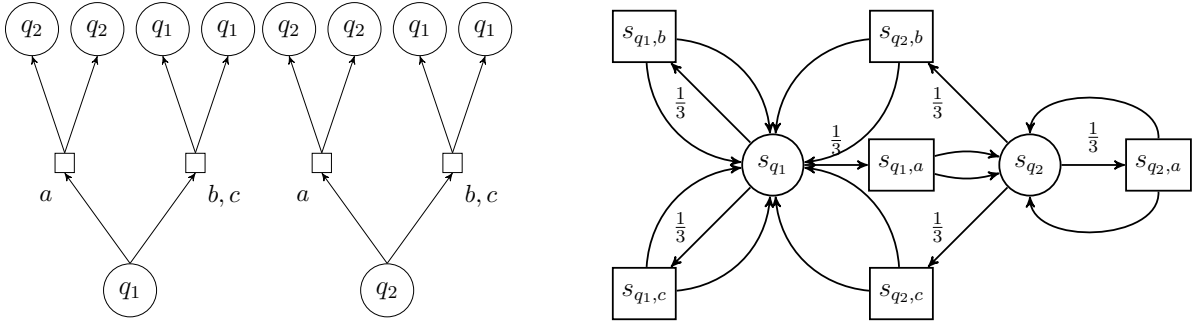 q2 q2 q1 q1 q2 q2 q1 q1
a b, c a b, c
q1 q2
s_{q1,b} s_{q2,b}
1/3 1/3
1/3 1/3
s_{q1} s_{q1,a} s_{q2} s_{q2,a}
1/3 1/3
s_{q1,c} s_{q2,c}